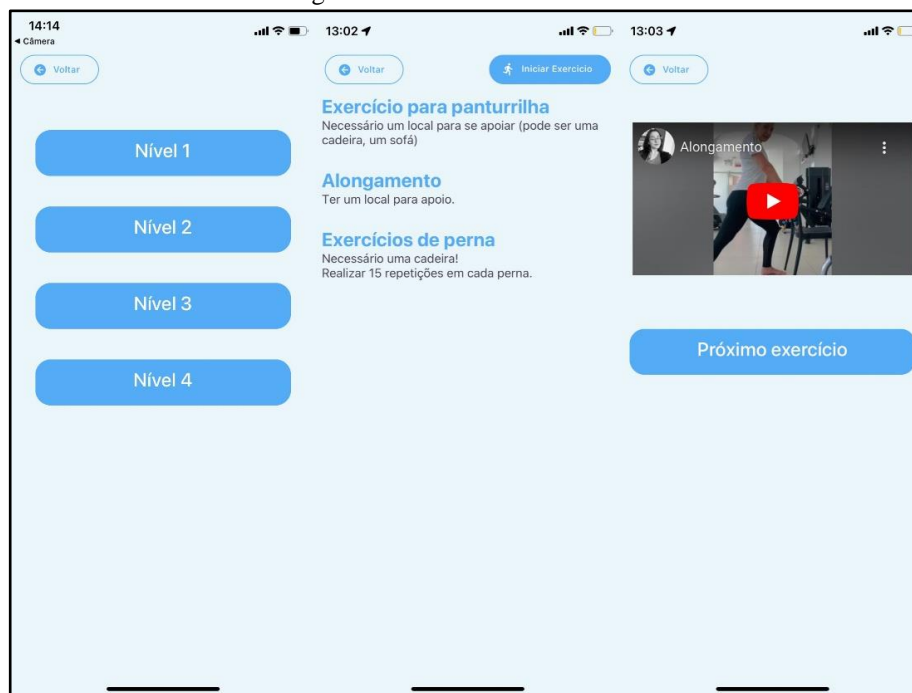 14:14
Câmera
Voltar
Nível 1
Nível 2
Nível 3
Nível 4
13:02
Voltar
Iniciar Exercicio
Exercício para panturrilha
Necessário um local para se apoiar (pode ser uma
cadeira, um sofá)
Alongamento
Ter um local para apoio.
Exercícios de perna
Necessário uma cadeira!
Realizar 15 repetições em cada perna.
13:03
Voltar
Alongamento
Próximo exercício